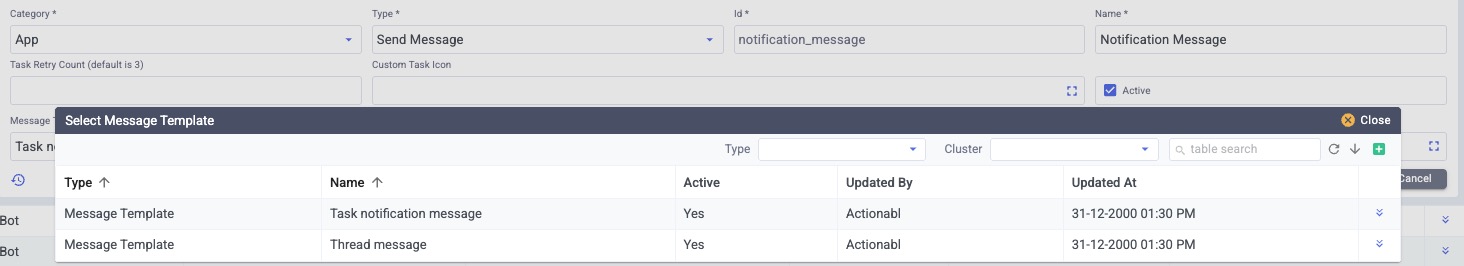 Category * Type * Id * Name *
App Send Message notification_message Notification Message
Task Retry Count (default is 3) Custom Task Icon
Active
Message
Select Message Template Close
Task
Type Cluster table search
Cancel
Type Name Active Updated By Updated At
Bot Message Template Task notification message Yes Actionabl 31-12-2000 01:30 PM
Bot Message Template Thread message Yes Actionabl 31-12-2000 01:30 PM